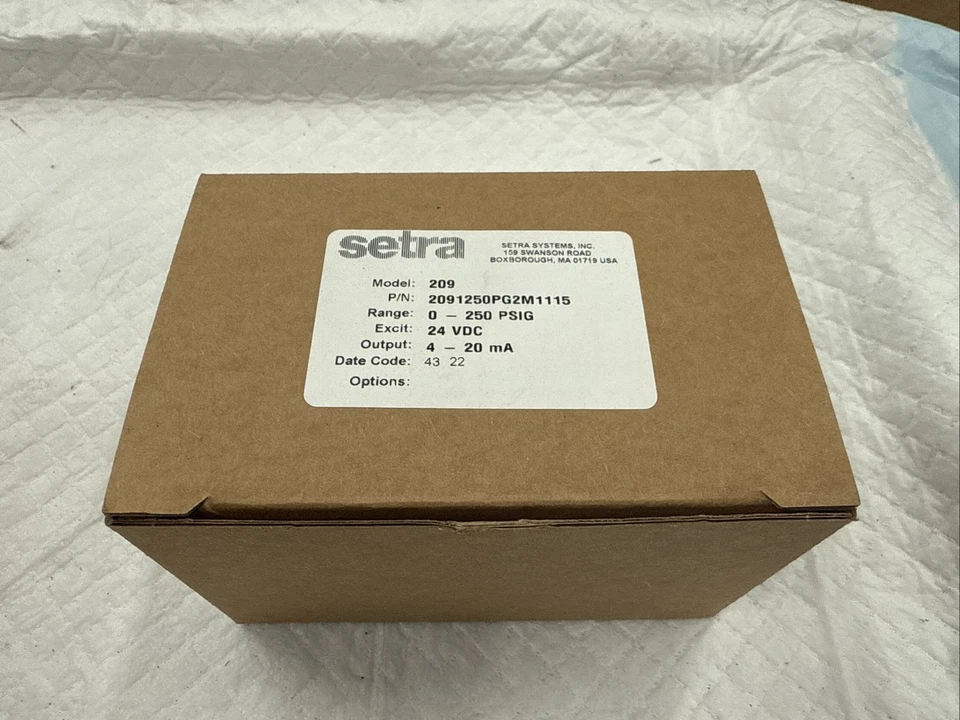 setra
SETRA SYSTEMS, INC.
159 SWANSON ROAD
BOXBOROUGH, MA 01719 USA
Model: 209
P/N: 2091250PG2M1115
Range: 0 – 250 PSIG
Excit: 24 VDC
Output: 4 – 20 mA
Date Code: 43 22
Options: